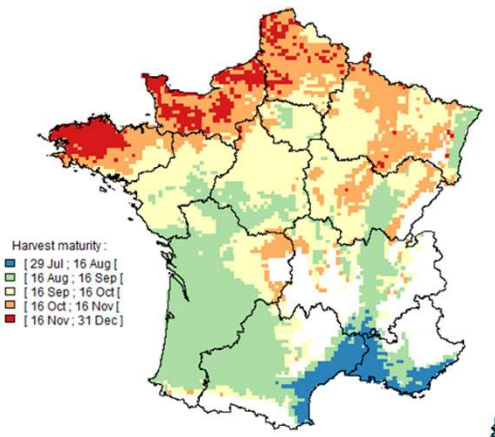 Harvest maturity :
[ 29 Jul ; 16 Aug [
[ 16 Aug ; 16 Sep [
[ 16 Sep ; 16 Oct [
[ 16 Oct ; 16 Nov [
[ 16 Nov ; 31 Dec ]